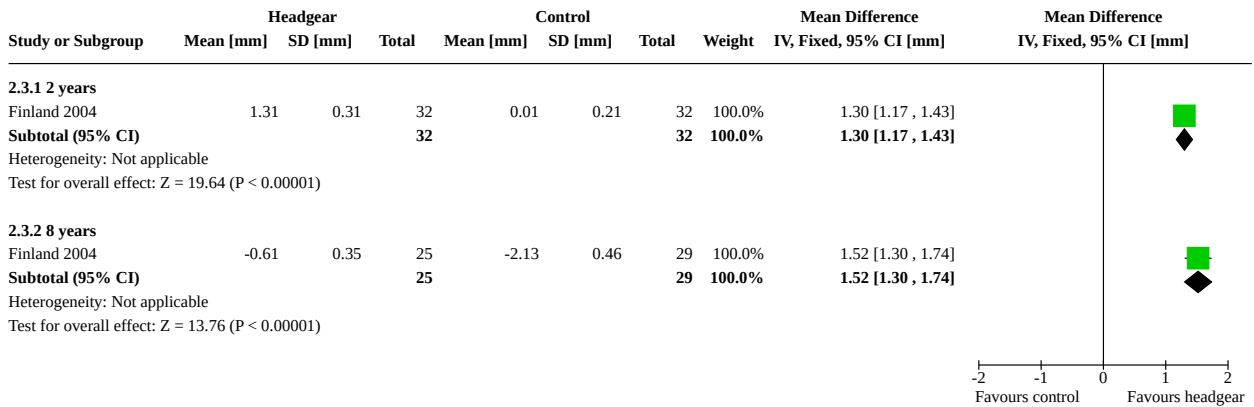 Headgear Control Mean Difference Mean Difference
Study or Subgroup Mean [mm] SD [mm] Total Mean [mm] SD [mm] Total Weight IV, Fixed, 95% CI [mm] IV, Fixed, 95% CI [mm]
2.3.1 2 years
Finland 2004 1.31 0.31 32 0.01 0.21 32 100.0% 1.30 [1.17 , 1.43]
Subtotal (95% CI) 32 32 100.0% 1.30 [1.17 , 1.43]
Heterogeneity: Not applicable
Test for overall effect: Z = 19.64 (P < 0.00001)
2.3.2 8 years
Finland 2004 -0.61 0.35 25 -2.13 0.46 29 100.0% 1.52 [1.30 , 1.74]
Subtotal (95% CI) 25 29 100.0% 1.52 [1.30 , 1.74]
Heterogeneity: Not applicable
Test for overall effect: Z = 13.76 (P < 0.00001)
-2 -1 0 1 2
Favours control Favours headgear